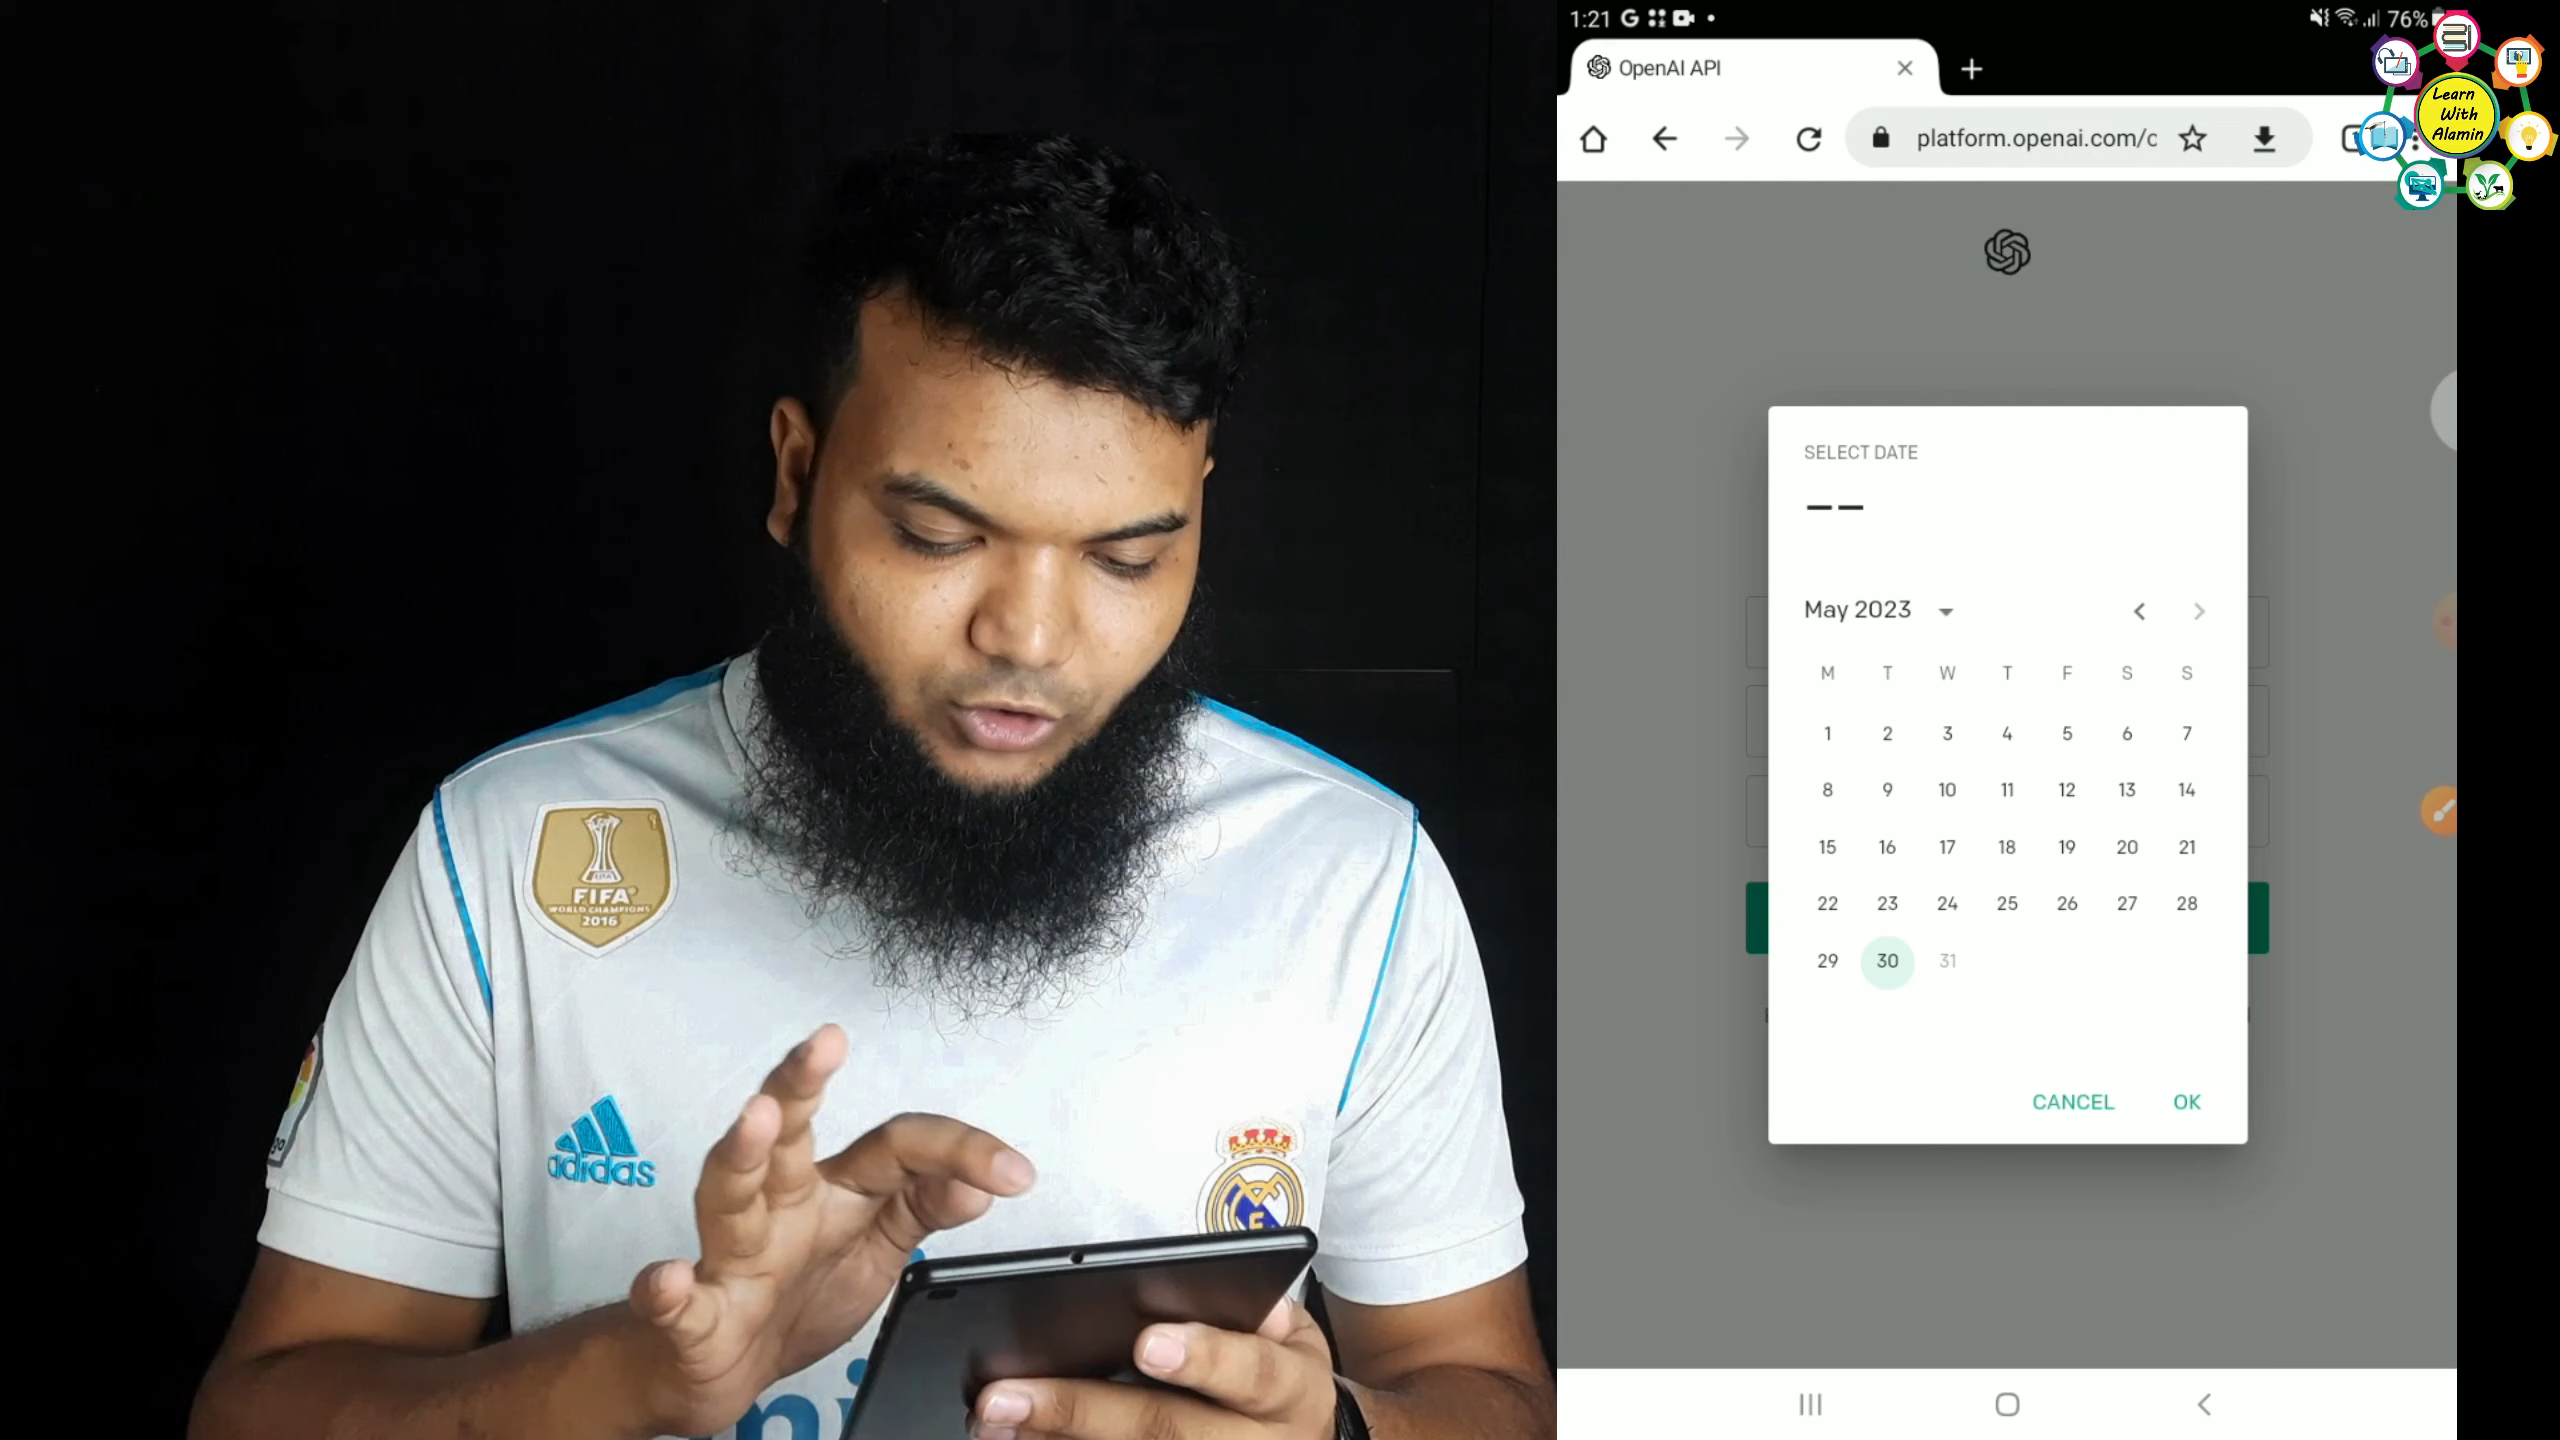 1:21
76%
OpenAI API
platform.openai.com/c
Learn
With
Alamin
SELECT DATE
May 2023
M T W T F S S
1 2 3 4 5 6 7
8 9 10 11 12 13 14
15 16 17 18 19 20 21
22 23 24 25 26 27 28
29 30 31
CANCEL OK
FIFA
WORLD CHAMPIONS
2016
adidas